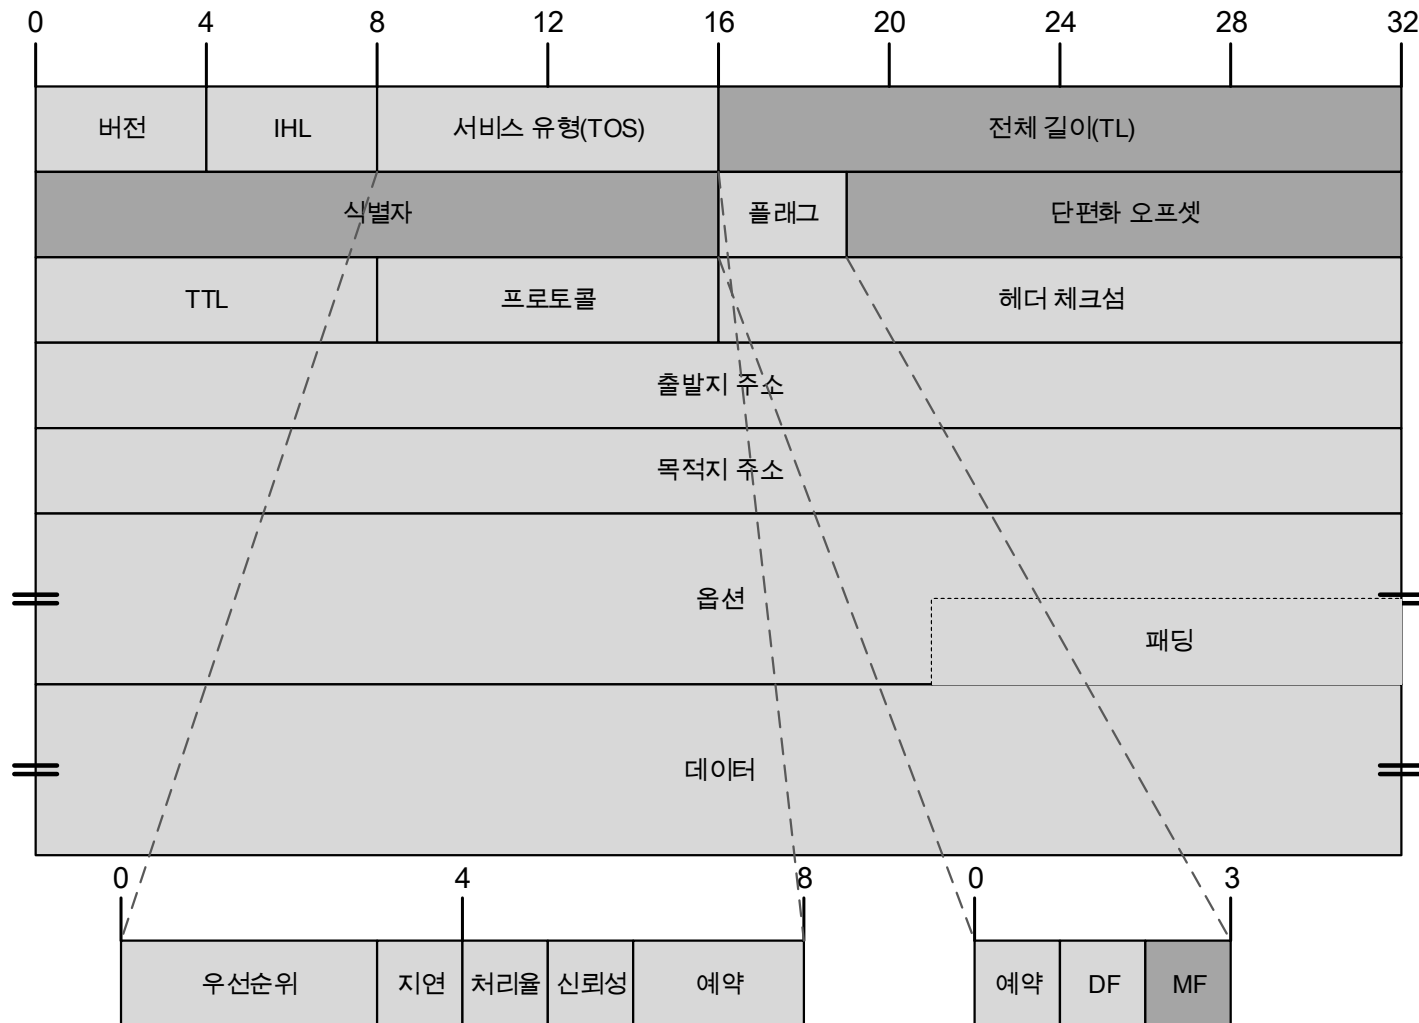 0 4 8 12 16 20 24 28 32
버전 IHL 서비스 유형(TOS) 전체 길이(TL)
식별자 플래그 단편화 오프셋
TTL 프로토콜 헤더 체크섬
출발지 주소
목적지 주소
옵션
패딩
데이터
0 4 8 0 3
우선순위 지연 처리율 신뢰성 예약 예약 DF MF